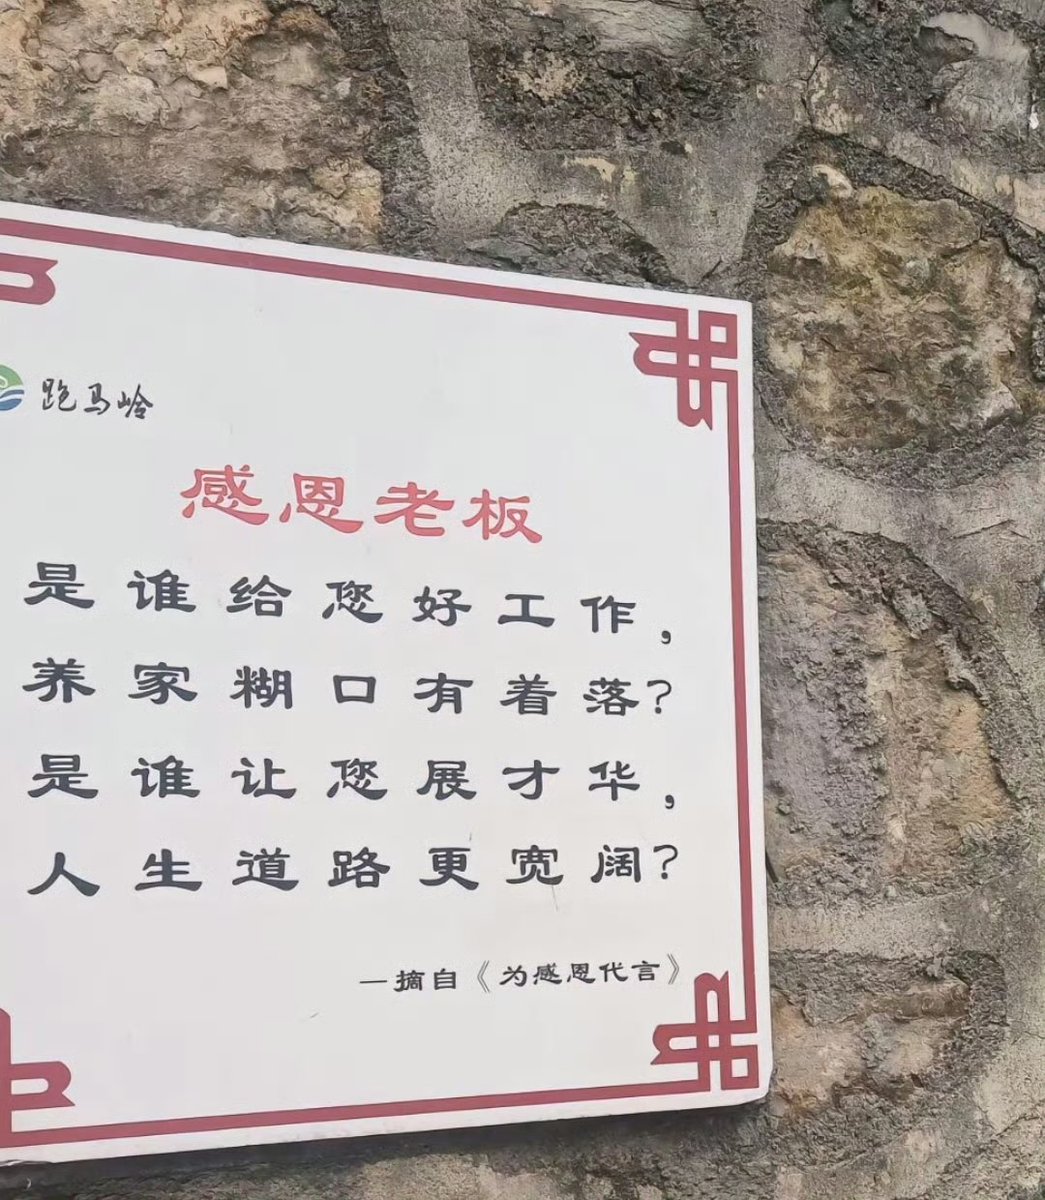 跑马岭
感恩老板
是谁给您好工作,
养家糊口有着落?
是谁让您展才华,
人生道路更宽阔?
—摘自《为感恩代言》